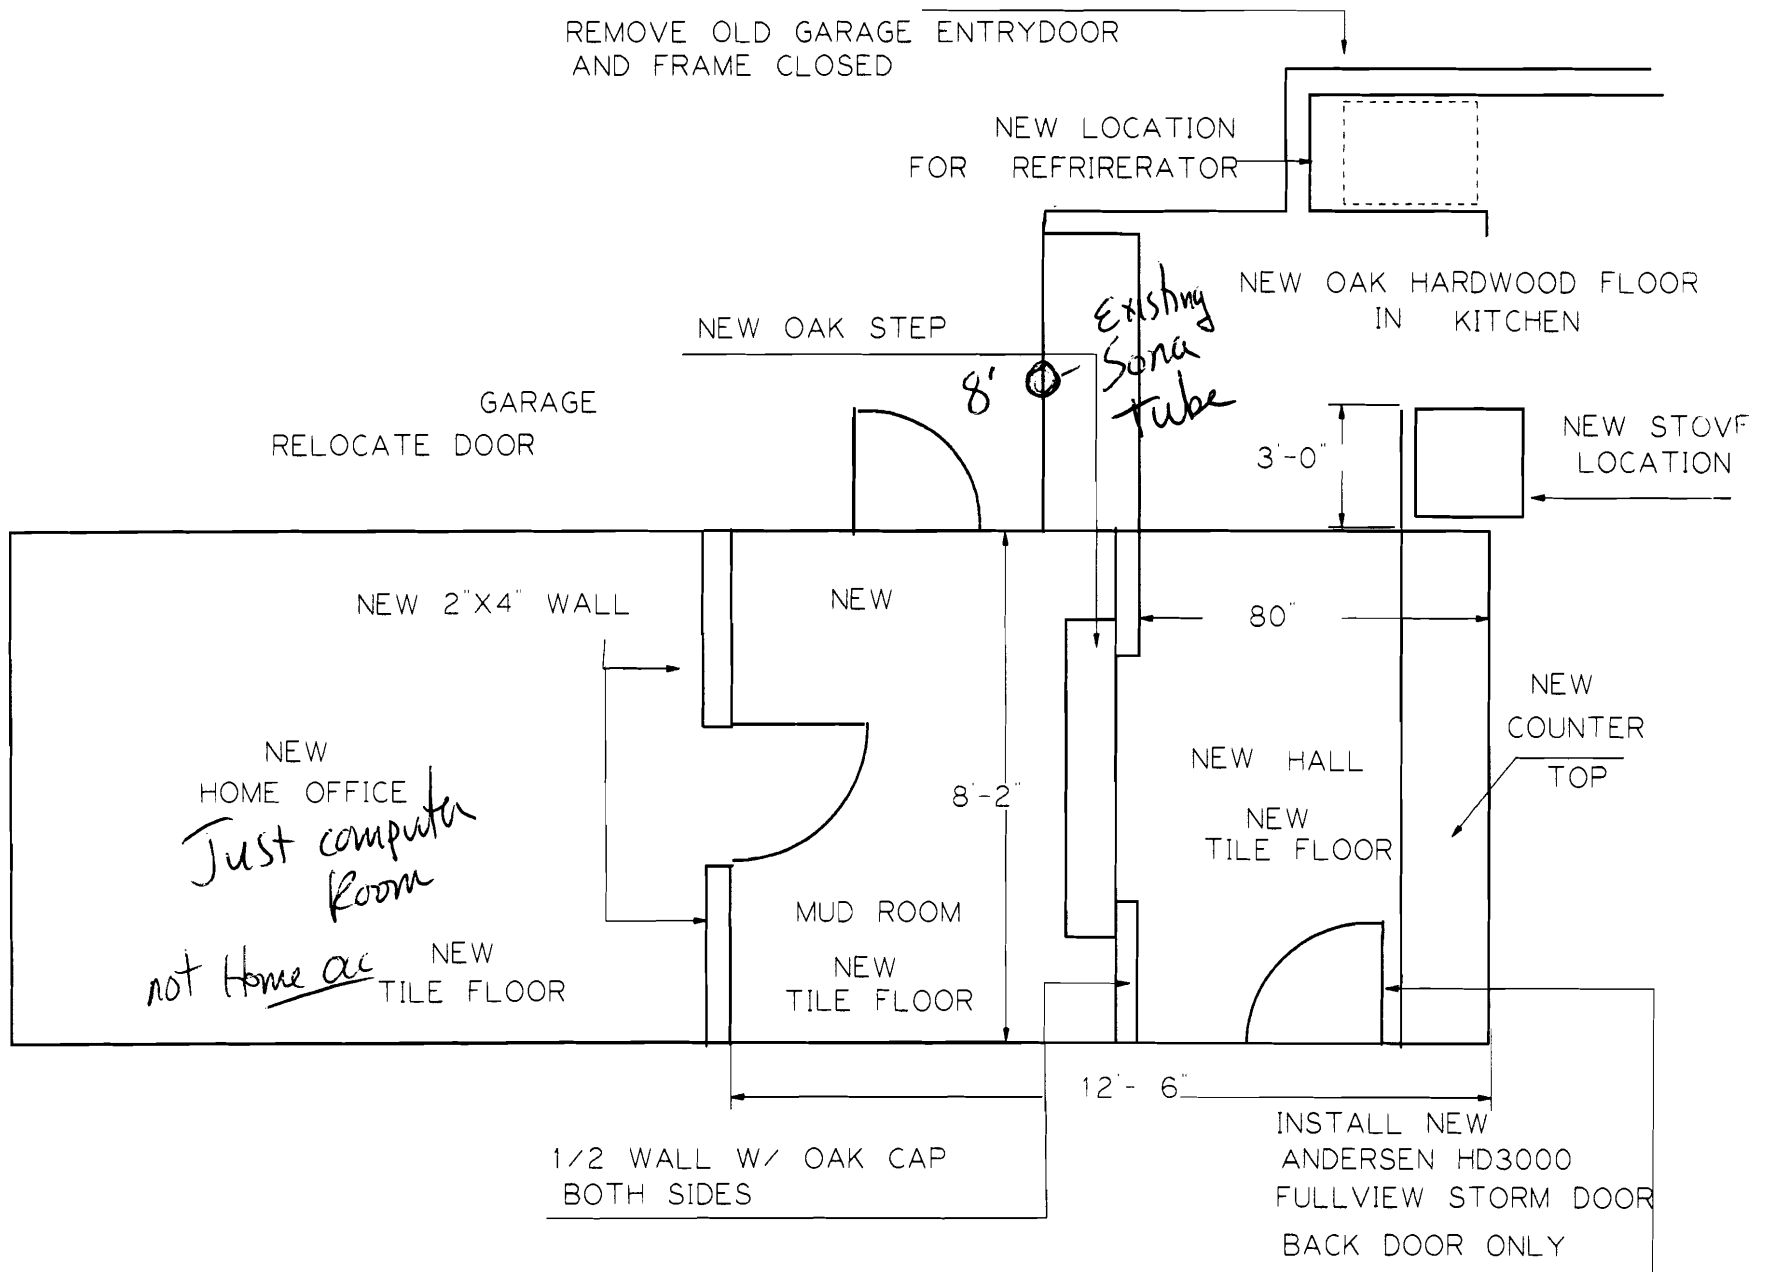 REMOVE OLD GARAGE ENTRYDOOR
AND FRAME CLOSED
NEW LOCATION
FOR REFRIRERATOR
NEW OAK HARDWOOD FLOOR
IN KITCHEN
Existing
Sona
tube
8'
NEW OAK STEP
GARAGE
RELOCATE DOOR
3'-0"
NEW STOVE
LOCATION
NEW 2"X4" WALL
NEW
80"
NEW
COUNTER
TOP
NEW
HOME OFFICE
Just computer
Room
not Home
NEW
TILE FLOOR
8'-2"
MUD ROOM
NEW
TILE FLOOR
NEW HALL
NEW
TILE FLOOR
12'- 6"
1/2 WALL W/ OAK CAP
BOTH SIDES
INSTALL NEW
ANDERSEN HD3000
FULLVIEW STORM DOOR
BACK DOOR ONLY